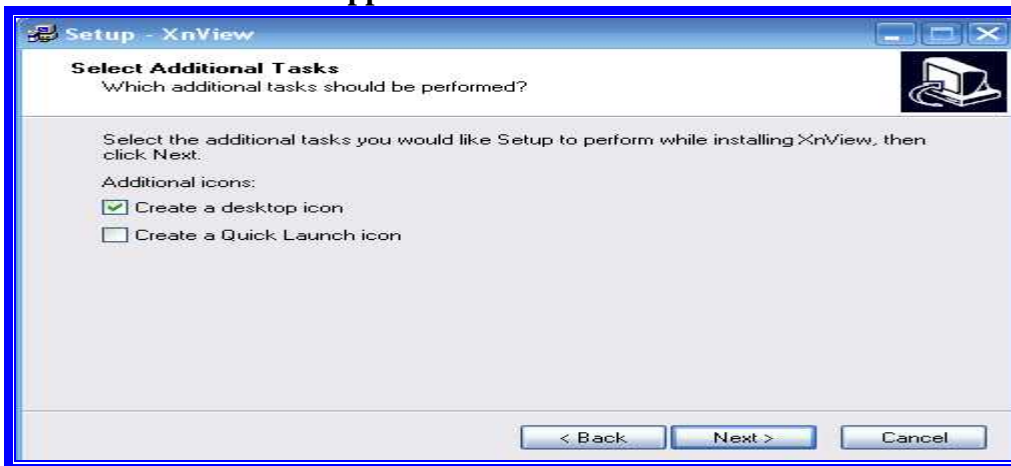 Setup - XnView
Select Additional Tasks
Which additional tasks should be performed?
Select the additional tasks you would like Setup to perform while installing XnView, then
click Next.
Additional icons:
Create a desktop icon
Create a Quick Launch icon
< Back Next > Cancel